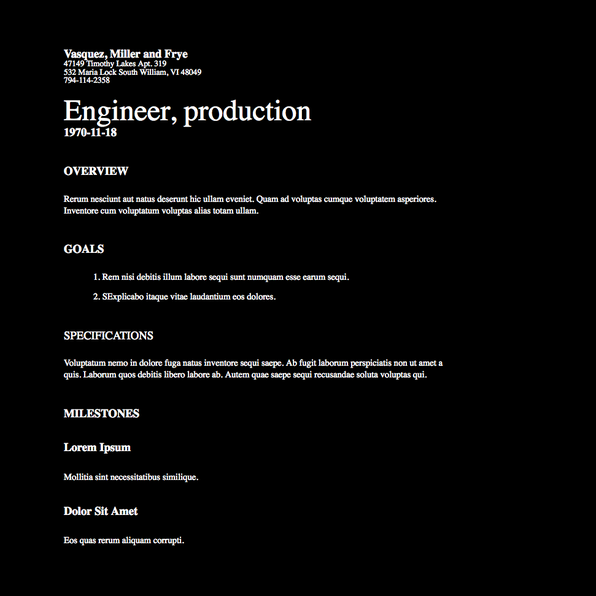 Vasquez, Miller and Frye
47149 Timothy Lakes Apt. 319
532 Maria Lock South William, VI 48049
794-114-2358
Engineer, production
1970-11-18
OVERVIEW
Rerum nesciunt aut natus deserunt hic ullam eveniet. Quam ad voluptas cumque voluptatem asperiores.
Inventore cum voluptatum voluptas alias totam ullam.
GOALS
1. Rem nisi debitis illum labore sequi sunt numquam esse earum sequi.
2. SExplicabo itaque vitae laudantium eos dolores.
SPECIFICATIONS
Voluptatum nemo in dolore fuga natus inventore sequi saepe. Ab fugit laborum perspiciatis non ut amet a
quis. Laborum quos debitis libero labore ab. Autem quae saepe sequi recusandae soluta voluptas qui.
MILESTONES
Lorem Ipsum
Mollitia sint necessitatibus similique.
Dolor Sit Amet
Eos quas rerum aliquam corrupti.